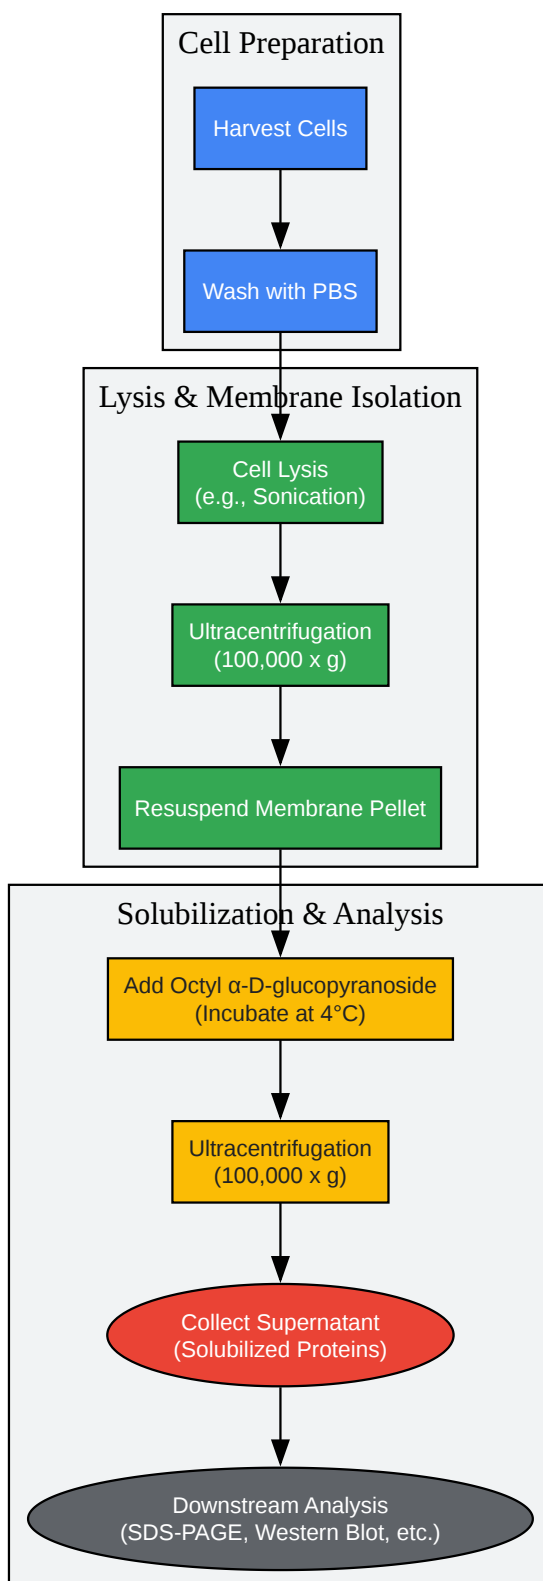 Cell Preparation
Harvest Cells
Wash with PBS
Lysis & Membrane Isolation
Cell Lysis
(e.g., Sonication)
Ultracentrifugation
(100,000 x g)
Resuspend Membrane Pellet
Solubilization & Analysis
Add Octyl α-D-glucopyranoside
(Incubate at 4°C)
Ultracentrifugation
(100,000 x g)
Collect Supernatant
(Solubilized Proteins)
Downstream Analysis
(SDS-PAGE, Western Blot, etc.)